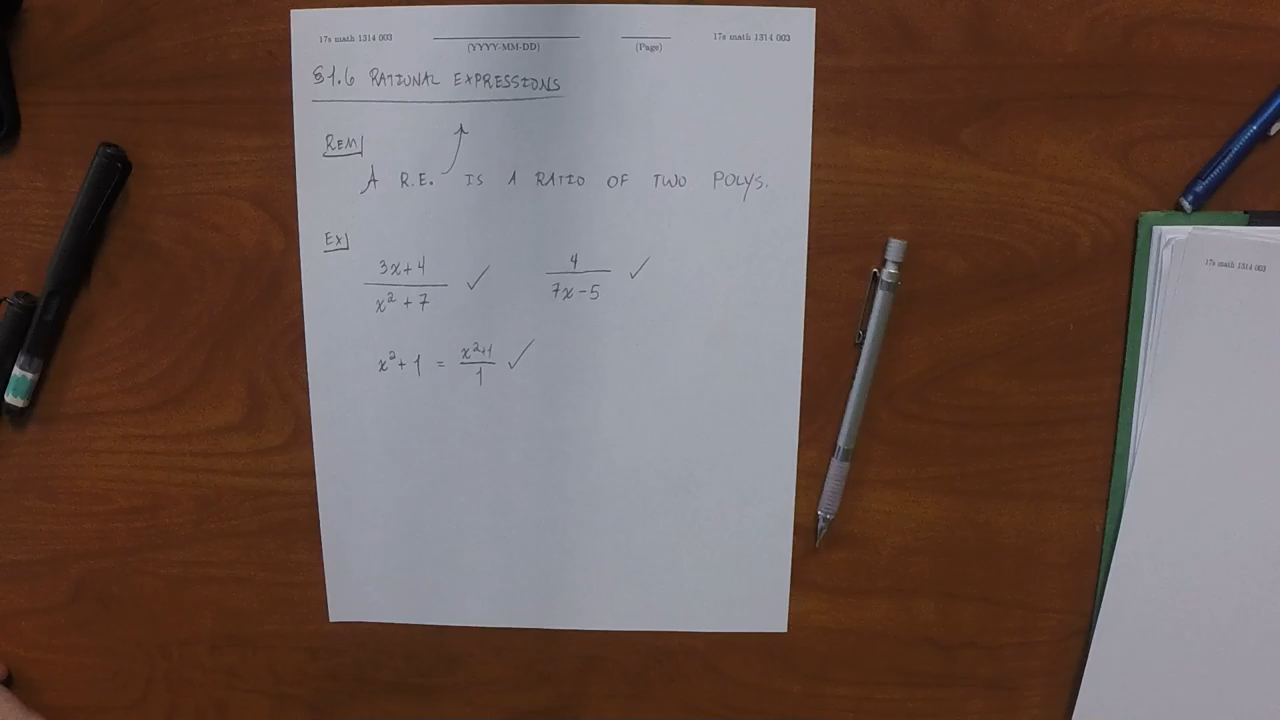 17s math 1314 003 (YYYY-MM-DD) (Page) 17s math 1314 003
§1.6 RATIONAL EXPRESSIONS
REM
A R.E. IS A RATIO OF TWO POLYS.
EX
3x+4 / x²+7 ✓ 4 / 7x-5 ✓
x²+1 = x²+1 / 1 ✓
17s math 1314 003